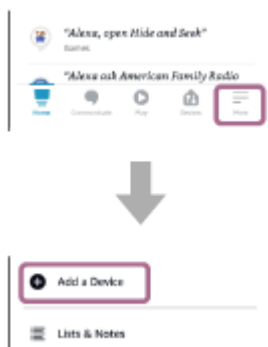 "Alexa, open Hide and Seek"
Games
"Alexa ask American Family Radio
Home Communicate Play Devices More
Add a Device
Lists & Notes